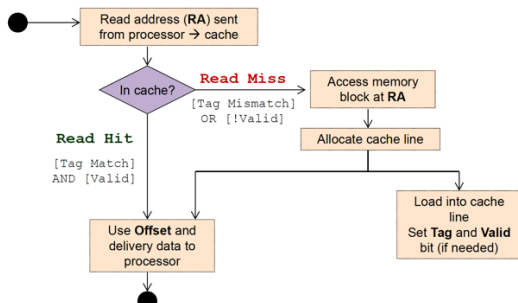 Read address (RA) sent
from processor → cache
In cache?
Read Miss
[Tag Mismatch]
OR [!Valid]
Access memory
block at RA
Allocate cache line
Read Hit
[Tag Match]
AND [Valid]
Use Offset and
delivery data to
processor
Load into cache
line
Set Tag and Valid
bit (if needed)